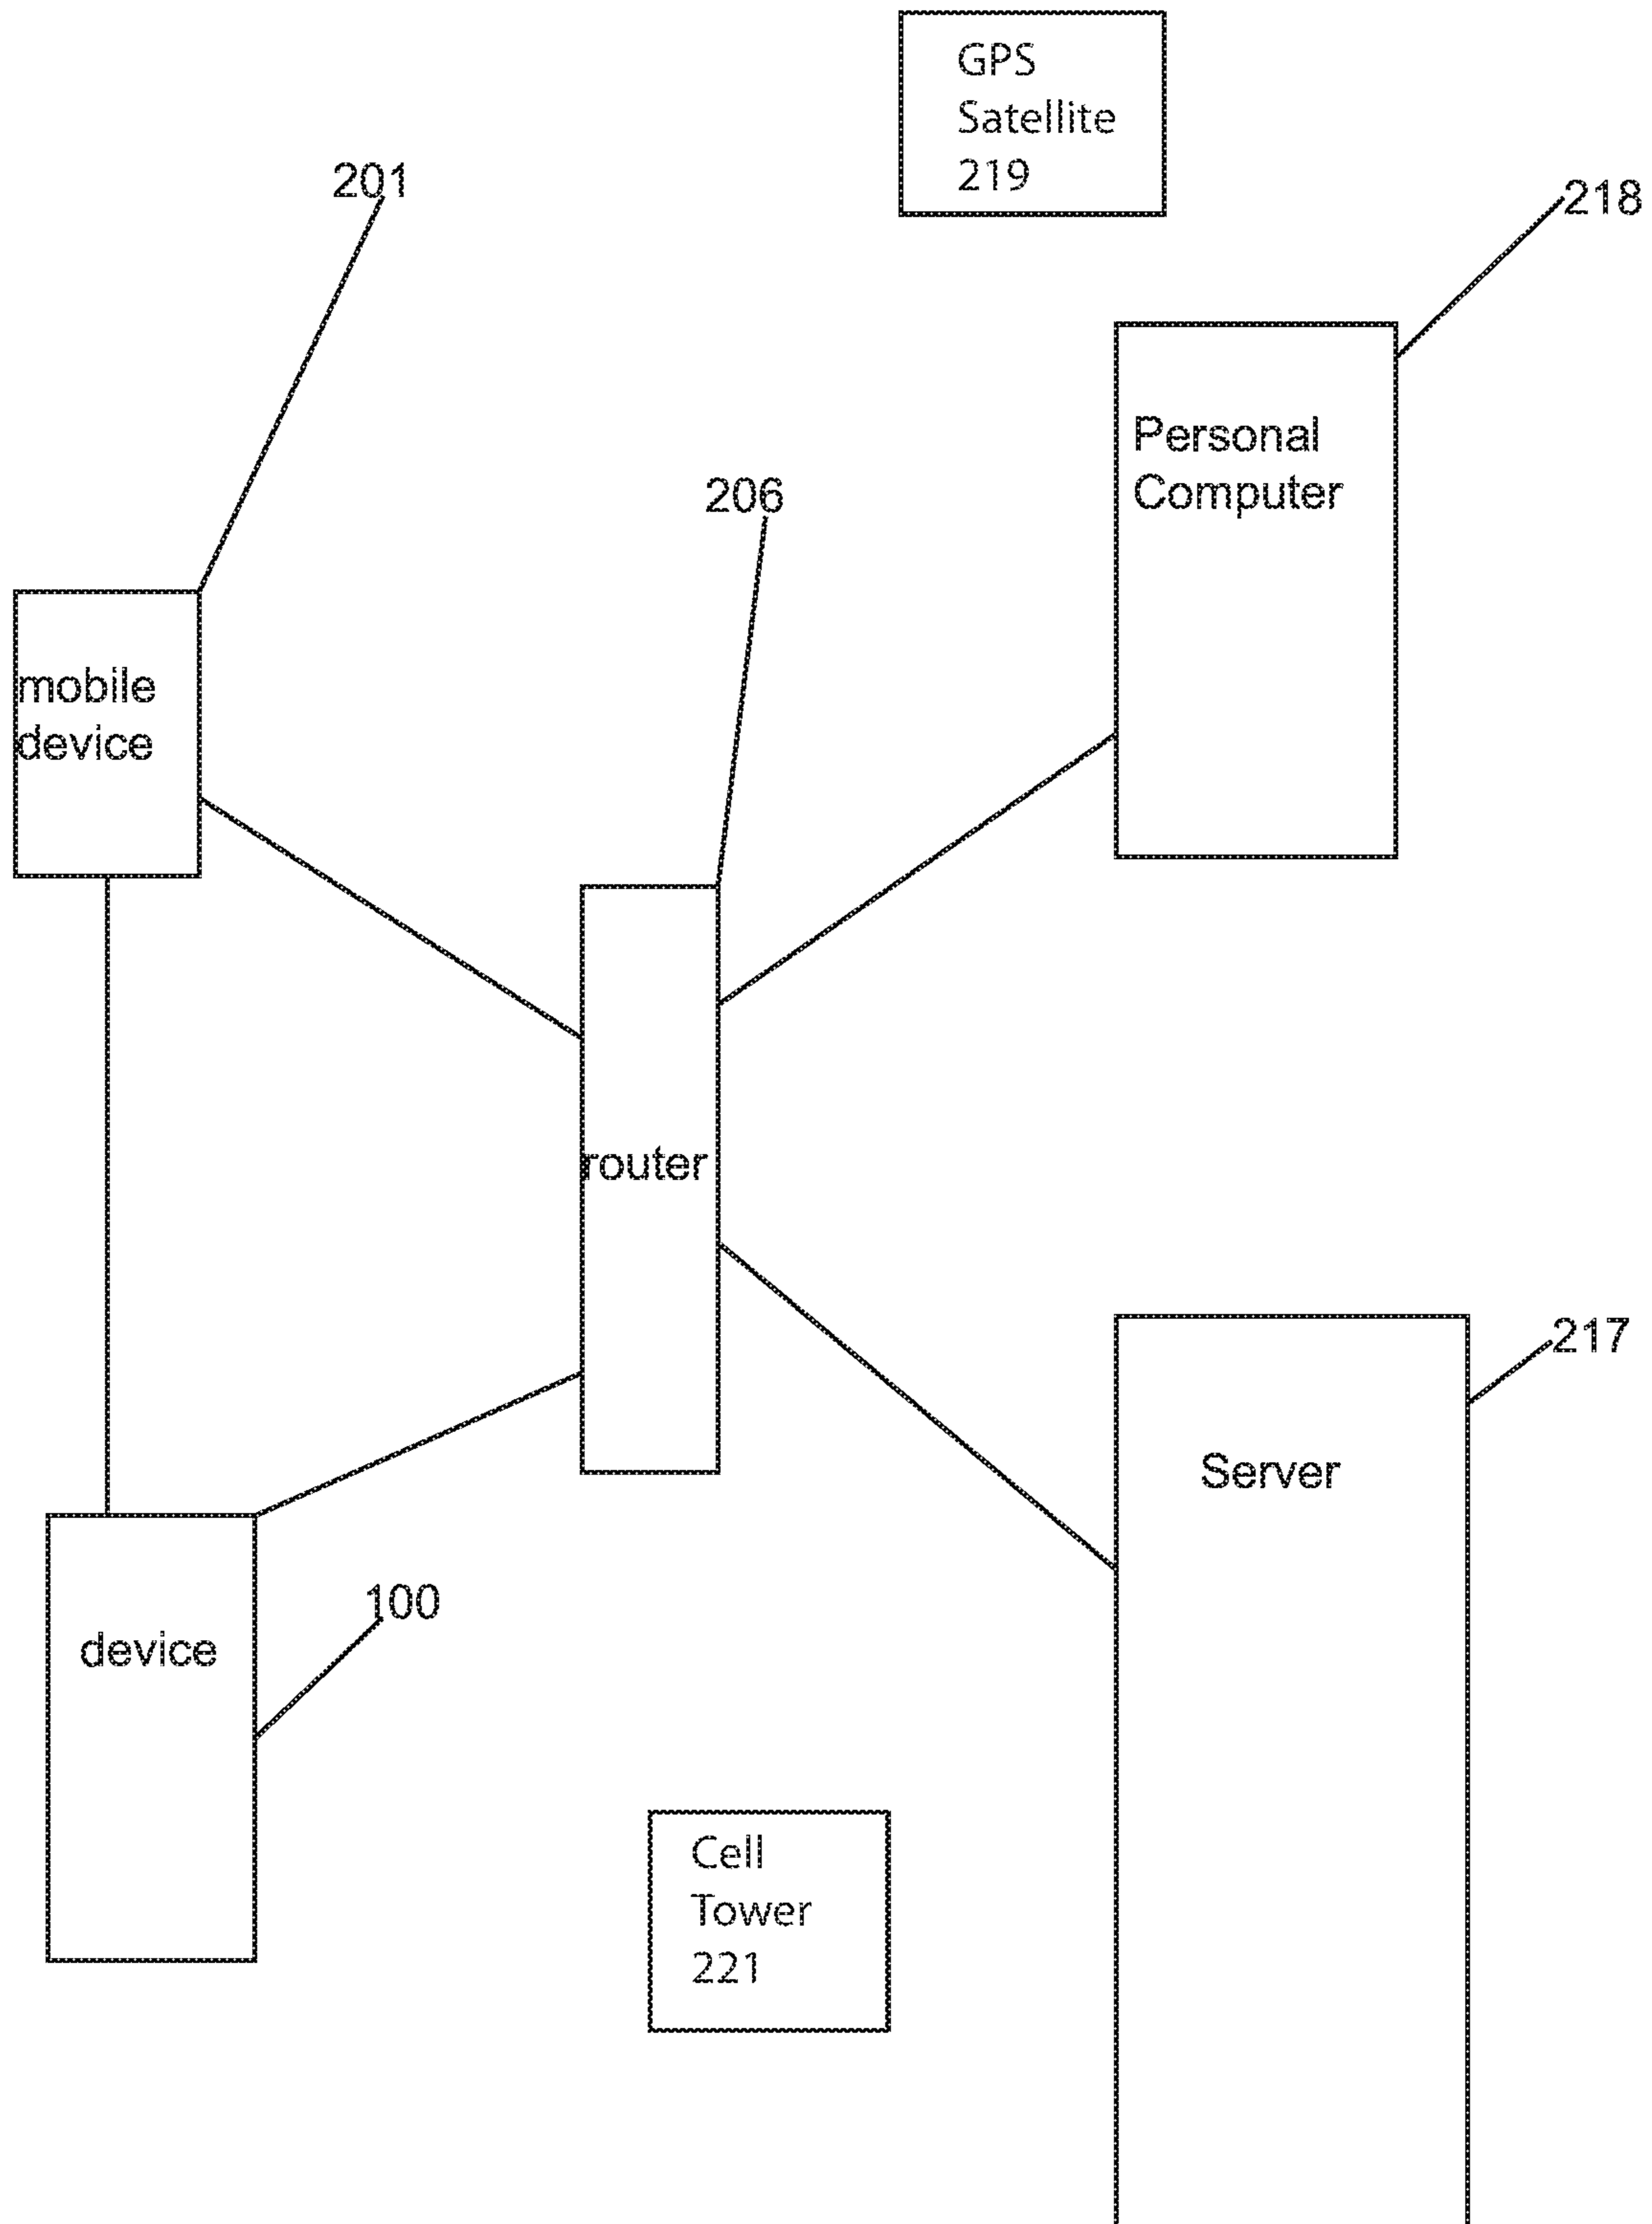 GPS
Satellite
219
201
218
Personal
Computer
206
mobile
device
router
217
Server
100
device
Cell
Tower
221